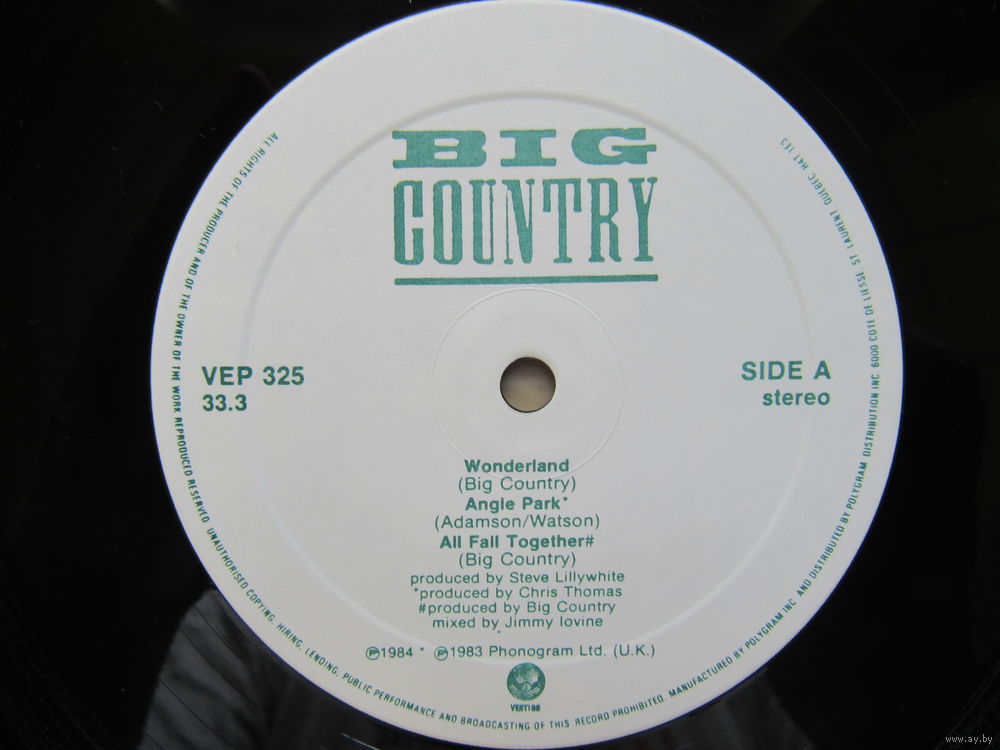 BIG
COUNTRY
VEP 325
33.3
SIDE A
stereo
Wonderland
(Big Country)
Angle Park*
(Adamson/Watson)
All Fall Together#
(Big Country)
produced by Steve Lillywhite
*produced by Chris Thomas
#produced by Big Country
mixed by Jimmy Iovine
℗1984 * ℗1983 Phonogram Ltd. (U.K.)
VERTIGO
ALL RIGHTS OF THE PRODUCER AND OF THE OWNER OF THE WORK REPRODUCED RESERVED. UNAUTHORISED COPYING, HIRING, LENDING, PUBLIC PERFORMANCE AND BROADCASTING OF THIS RECORD PROHIBITED. MANUFACTURED BY POLYGRAM INC AND DISTRIBUTED BY POLYGRAM DISTRIBUTION INC 6000 COTE DE LIESSE, ST LAURENT, QUEBEC H4T 1E3
www.ay.by